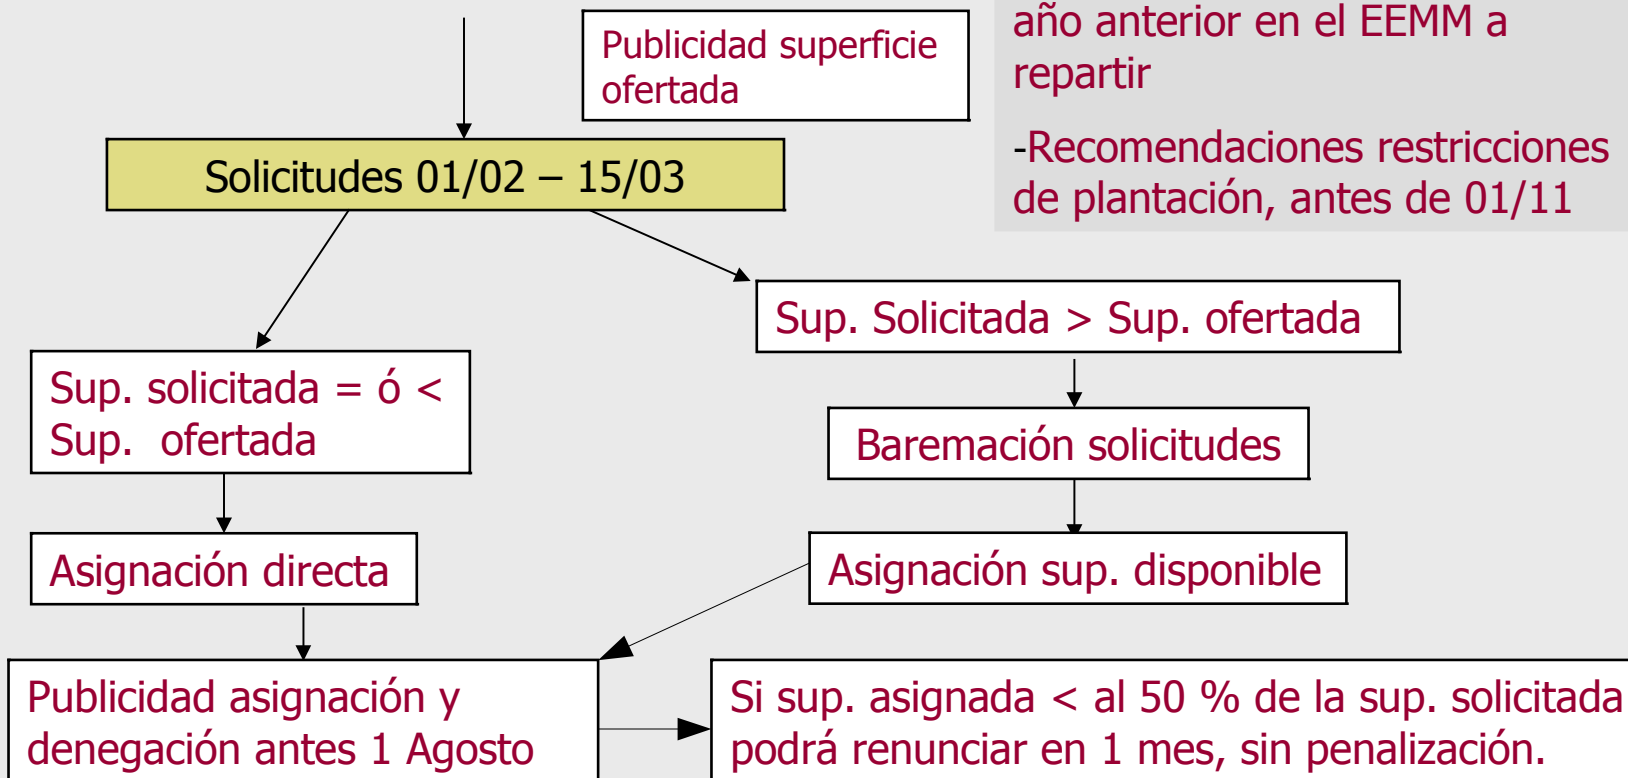 año anterior en el EEMM a
repartir
-Recomendaciones restricciones
de plantación, antes de 01/11
Publicidad superficie
ofertada
Solicitudes 01/02 – 15/03
Sup. Solicitada > Sup. ofertada
Sup. solicitada = ó <
Sup. ofertada
Baremación solicitudes
Asignación directa
Asignación sup. disponible
Publicidad asignación y
denegación antes 1 Agosto
Si sup. asignada < al 50 % de la sup. solicitada
podrá renunciar en 1 mes, sin penalización.